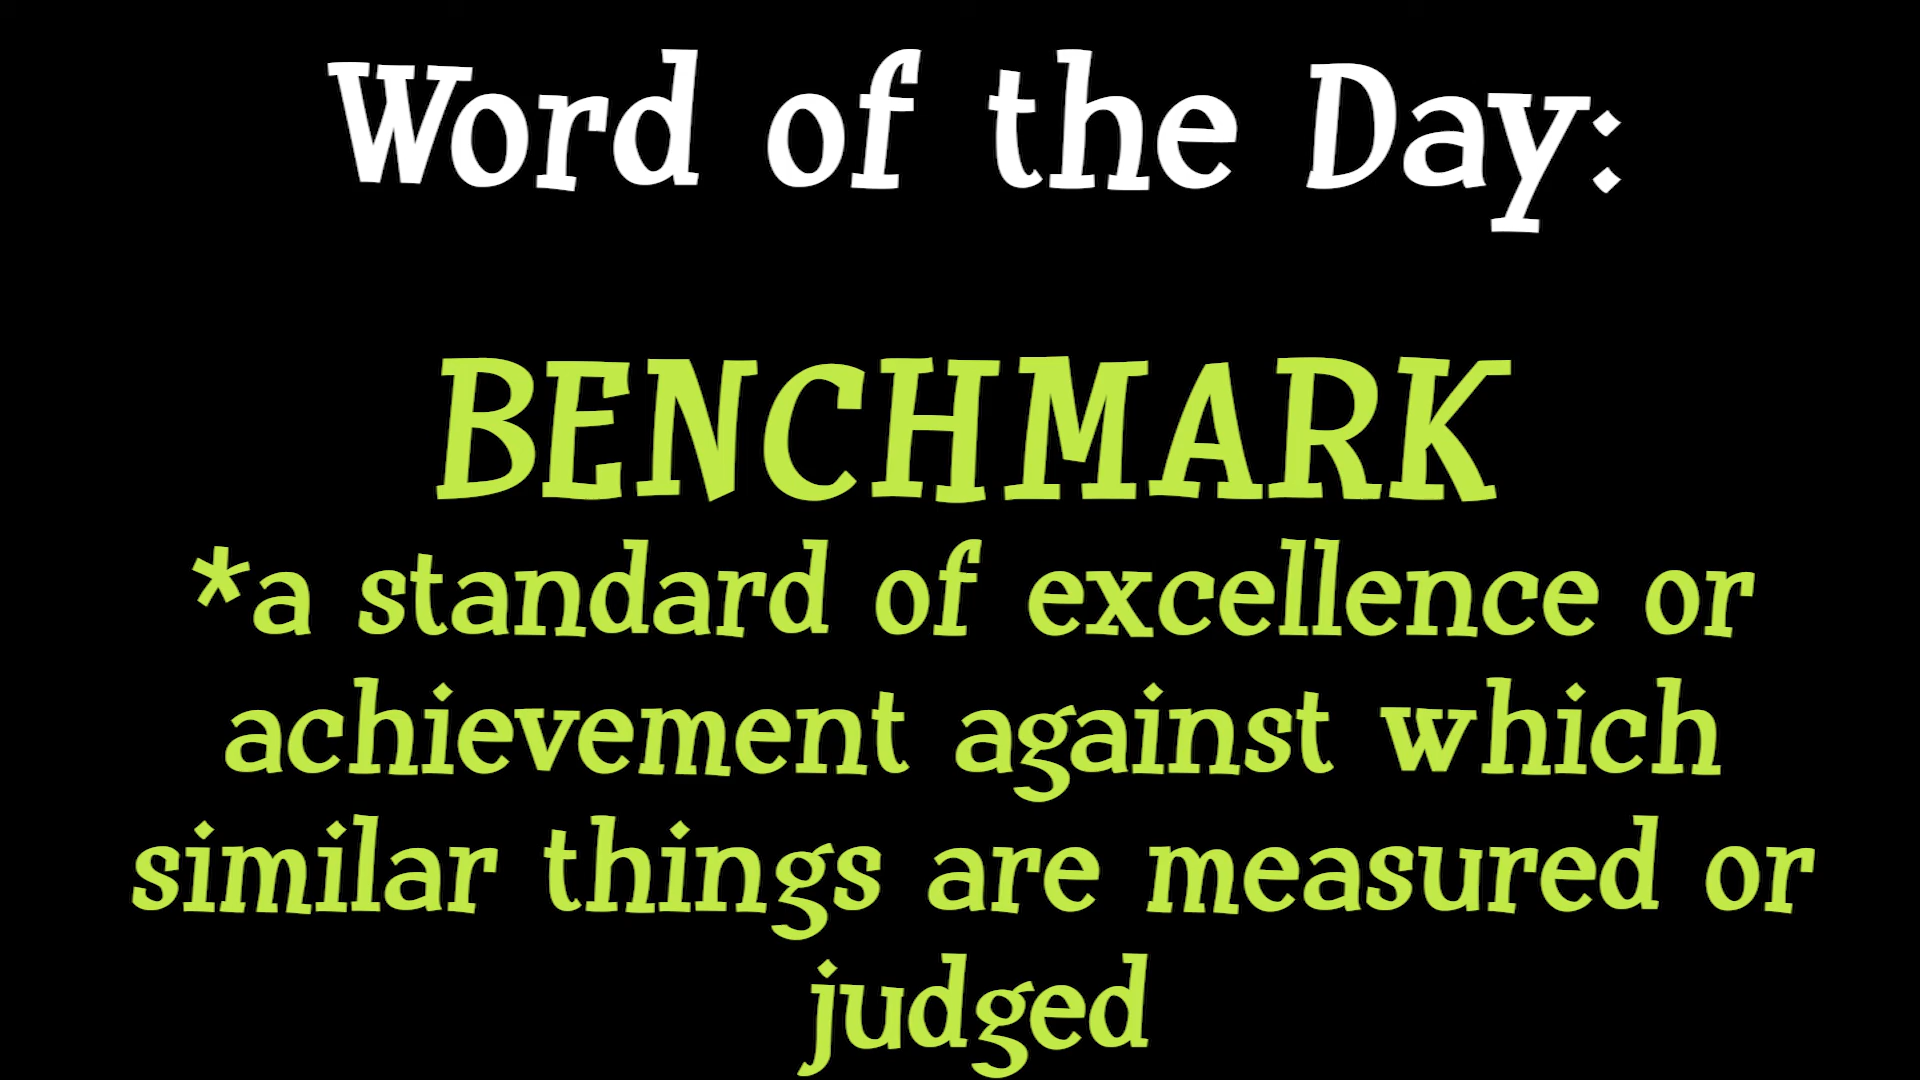 Word of the Day:
BENCHMARK
*a standard of excellence or
achievement against which
similar things are measured or
judged